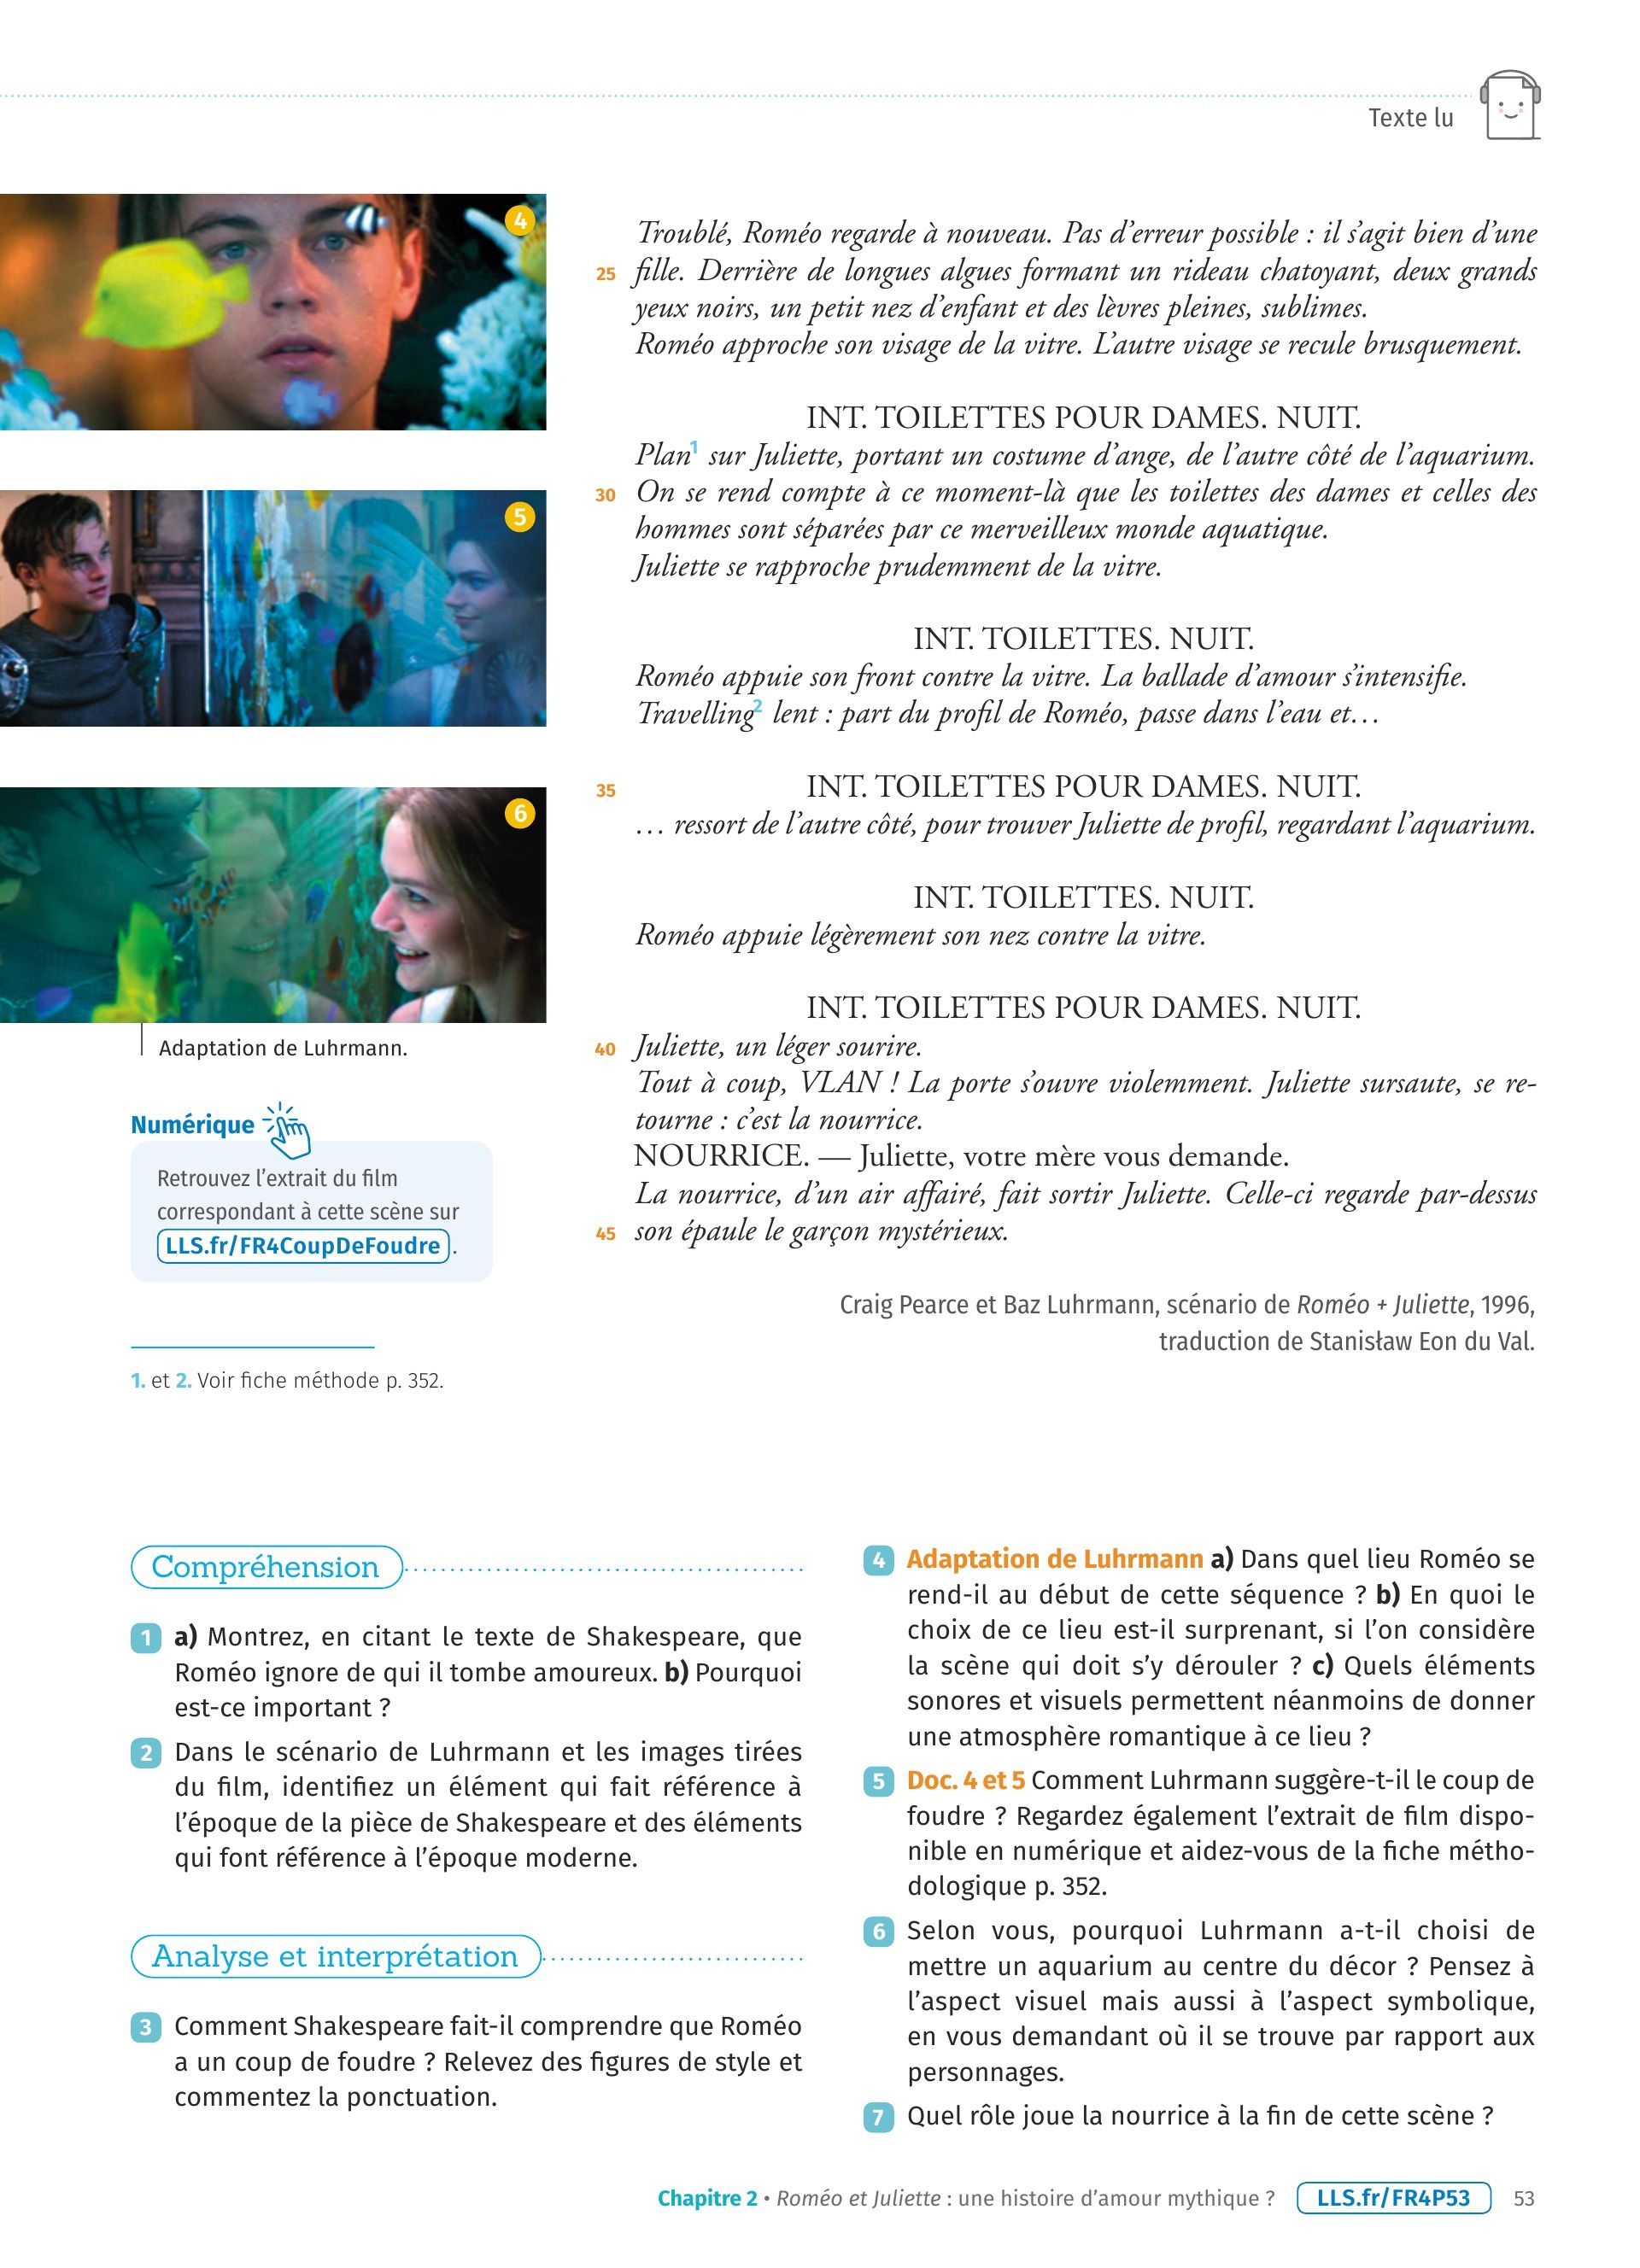 Texte lu
4
Troublé, Roméo regarde à nouveau. Pas d'erreur possible : il s'agit bien d'une
25 fille. Derrière de longues algues formant un rideau chatoyant, deux grands
yeux noirs, un petit nez d'enfant et des lèvres pleines, sublimes.
Roméo approche son visage de la vitre. L'autre visage se recule brusquement.
INT. TOILETTES POUR DAMES. NUIT.
Plan1 sur Juliette, portant un costume d'ange, de l'autre côté de l'aquarium.
30 On se rend compte à ce moment-là que les toilettes des dames et celles des
hommes sont séparées par ce merveilleux monde aquatique.
Juliette se rapproche prudemment de la vitre.
5
INT. TOILETTES. NUIT.
Roméo appuie son front contre la vitre. La ballade d'amour s'intensifie.
Travelling2 lent : part du profil de Roméo, passe dans l'eau et…
35 INT. TOILETTES POUR DAMES. NUIT.
… ressort de l'autre côté, pour trouver Juliette de profil, regardant l'aquarium.
6
INT. TOILETTES. NUIT.
Roméo appuie légèrement son nez contre la vitre.
INT. TOILETTES POUR DAMES. NUIT.
40 Juliette, un léger sourire.
Tout à coup, VLAN ! La porte s'ouvre violemment. Juliette sursaute, se re-
tourne : c'est la nourrice.
NOURRICE. — Juliette, votre mère vous demande.
La nourrice, d'un air affairé, fait sortir Juliette. Celle-ci regarde par-dessus
45 son épaule le garçon mystérieux.
Craig Pearce et Baz Luhrmann, scénario de Roméo + Juliette, 1996,
traduction de Stanisław Eon du Val.
Adaptation de Luhrmann.
Numérique
Retrouvez l'extrait du film
correspondant à cette scène sur
LLS.fr/FR4CoupDeFoudre .
1. et 2. Voir fiche méthode p. 352.
Compréhension
1 a) Montrez, en citant le texte de Shakespeare, que
Roméo ignore de qui il tombe amoureux. b) Pourquoi
est-ce important ?
2 Dans le scénario de Luhrmann et les images tirées
du film, identifiez un élément qui fait référence à
l'époque de la pièce de Shakespeare et des éléments
qui font référence à l'époque moderne.
Analyse et interprétation
3 Comment Shakespeare fait-il comprendre que Roméo
a un coup de foudre ? Relevez des figures de style et
commentez la ponctuation.
4 Adaptation de Luhrmann a) Dans quel lieu Roméo se
rend-il au début de cette séquence ? b) En quoi le
choix de ce lieu est-il surprenant, si l'on considère
la scène qui doit s'y dérouler ? c) Quels éléments
sonores et visuels permettent néanmoins de donner
une atmosphère romantique à ce lieu ?
5 Doc. 4 et 5 Comment Luhrmann suggère-t-il le coup de
foudre ? Regardez également l'extrait de film dispo-
nible en numérique et aidez-vous de la fiche métho-
dologique p. 352.
6 Selon vous, pourquoi Luhrmann a-t-il choisi de
mettre un aquarium au centre du décor ? Pensez à
l'aspect visuel mais aussi à l'aspect symbolique,
en vous demandant où il se trouve par rapport aux
personnages.
7 Quel rôle joue la nourrice à la fin de cette scène ?
Chapitre 2 • Roméo et Juliette : une histoire d'amour mythique ? LLS.fr/FR4P53 53